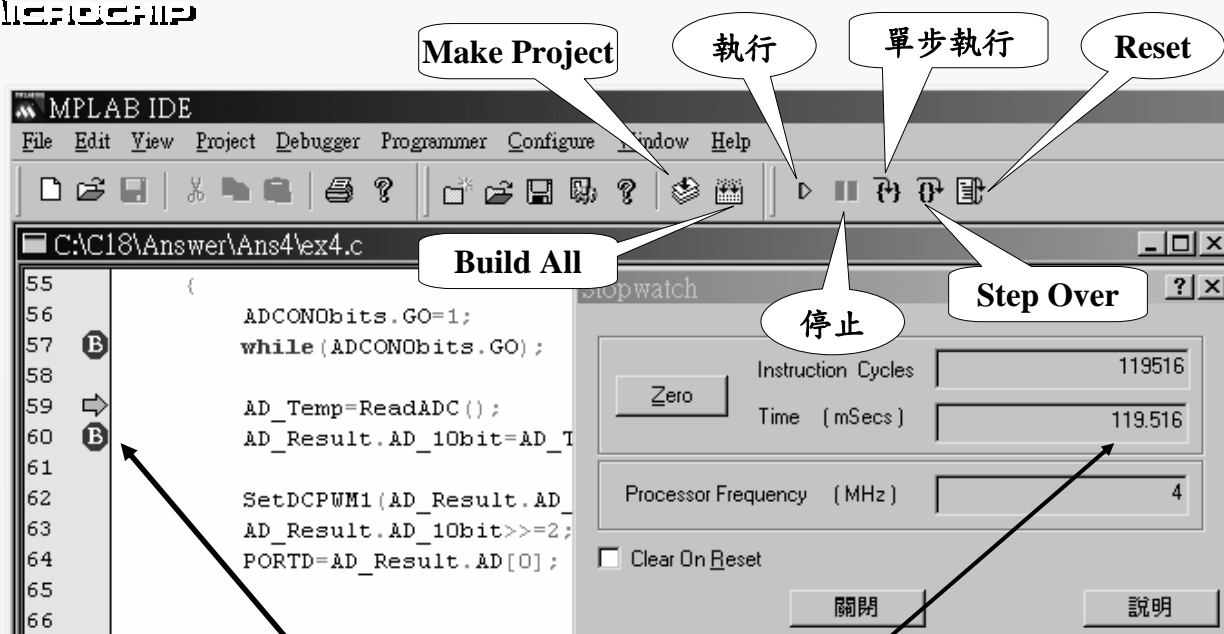 MICROCHIP
Make Project
執行
單步執行
Reset
MPLAB IDE
File Edit View Project Debugger Programmer Configure Window Help
Build All
停止
Step Over
C:\C18\Answer\Ans4\ex4.c
55 {
56 ADCON0bits.GO=1;
57 B while(ADCON0bits.GO);
58
59 AD_Temp=ReadADC();
60 B AD_Result.AD_10bit=AD_T
61
62 SetDCPWM1(AD_Result.AD_
63 AD_Result.AD_10bit>>=2;
64 PORTD=AD_Result.AD[0];
65
66
Stopwatch
Instruction Cycles 119516
Zero
Time (mSecs) 119.516
Processor Frequency (MHz) 4
Clear On Reset
關閉
說明